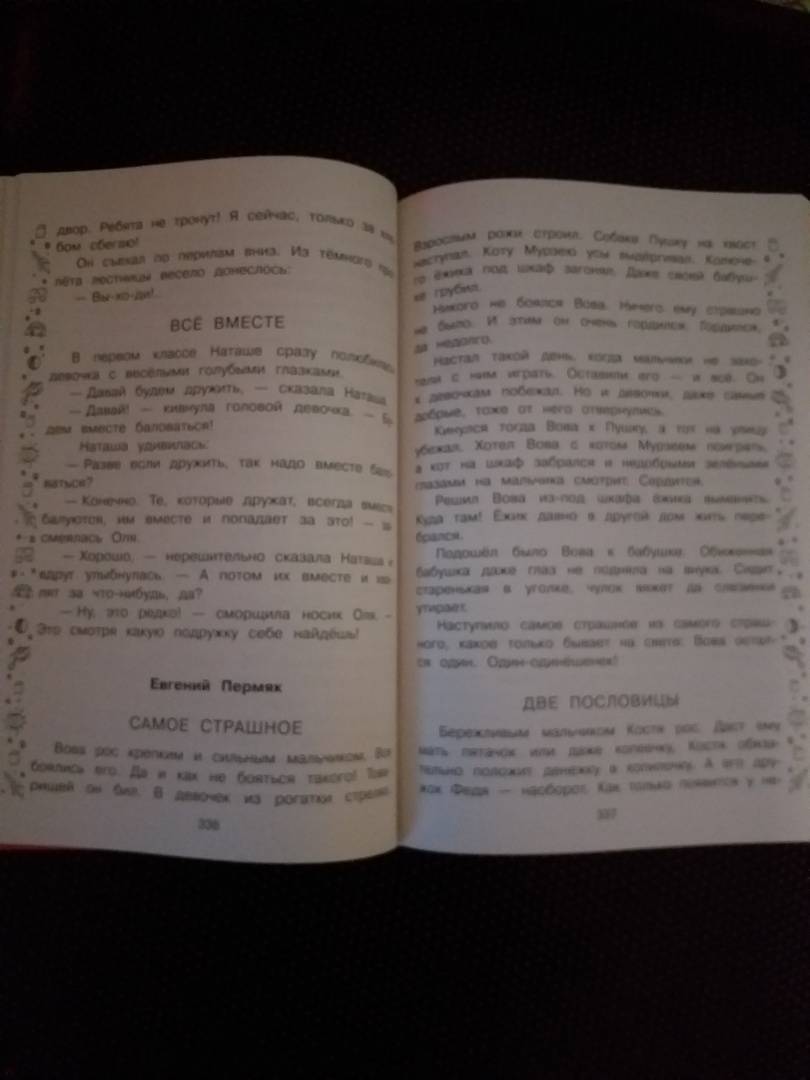 двор. Ребята не тронут! Я сейчас, только за хле-
бом сбегаю!
Он съехал по перилам вниз. Из тёмного про-
лёта лестницы весело донеслось:
— Вы-хо-ди!..
ВСЁ ВМЕСТЕ
В первом классе Наташе сразу полюбилась
девочка с весёлыми голубыми глазками.
— Давай будем дружить, — сказала Наташа.
— Давай! — кивнула головой девочка. — Бу-
дем вместе баловаться!
Наташа удивилась:
— Разве если дружить, так надо вместе бало-
ваться?
— Конечно. Те, которые дружат, всегда вместе
балуются, им вместе и попадает за это! — за-
смеялась Оля.
— Хорошо, — нерешительно сказала Наташа и
вдруг улыбнулась. — А потом их вместе и хва-
лят за что-нибудь, да?
— Ну, это редко! — сморщила носик Оля. —
Это смотря какую подружку себе найдёшь!
Евгений Пермяк
САМОЕ СТРАШНОЕ
Вова рос крепким и сильным мальчиком. Все
боялись его. Да и как не бояться такого! Това-
рищей он бил. В девочек из рогатки стрелял.
336
Взрослым рожи строил. Собаке Пушку на хвост
наступал. Коту Мурзею усы выдёргивал. Колюче-
го ёжика под шкаф загонял. Даже своей бабуш-
ке грубил.
Никого не боялся Вова. Ничего ему страшно
не было. И этим он очень гордился. Гордился,
да недолго.
Настал такой день, когда мальчики не захо-
тели с ним играть. Оставили его — и всё. Он
к девочкам побежал. Но и девочки, даже самые
добрые, тоже от него отвернулись.
Кинулся тогда Вова к Пушку, а тот на улицу
убежал. Хотел Вова с котом Мурзеем поиграть,
а кот на шкаф забрался и недобрыми зелёными
глазами на мальчика смотрит. Сердится.
Решил Вова из-под шкафа ёжика выманить.
Куда там! Ёжик давно в другой дом жить пере-
брался.
Подошёл было Вова к бабушке. Обиженная
бабушка даже глаз не подняла на внука. Сидит
старенькая в уголке, чулок вяжет да слезинки
утирает.
Наступило самое страшное из самого страш-
ного, какое только бывает на свете: Вова остал-
ся один. Один-одинёшенек!
ДВЕ ПОСЛОВИЦЫ
Бережливым мальчиком Костя рос. Даст ему
мать пятачок или даже копеечку, Костя обяза-
тельно положит денежку в копилочку. А его дру-
жок Федя — наоборот. Как только появится у не-
337